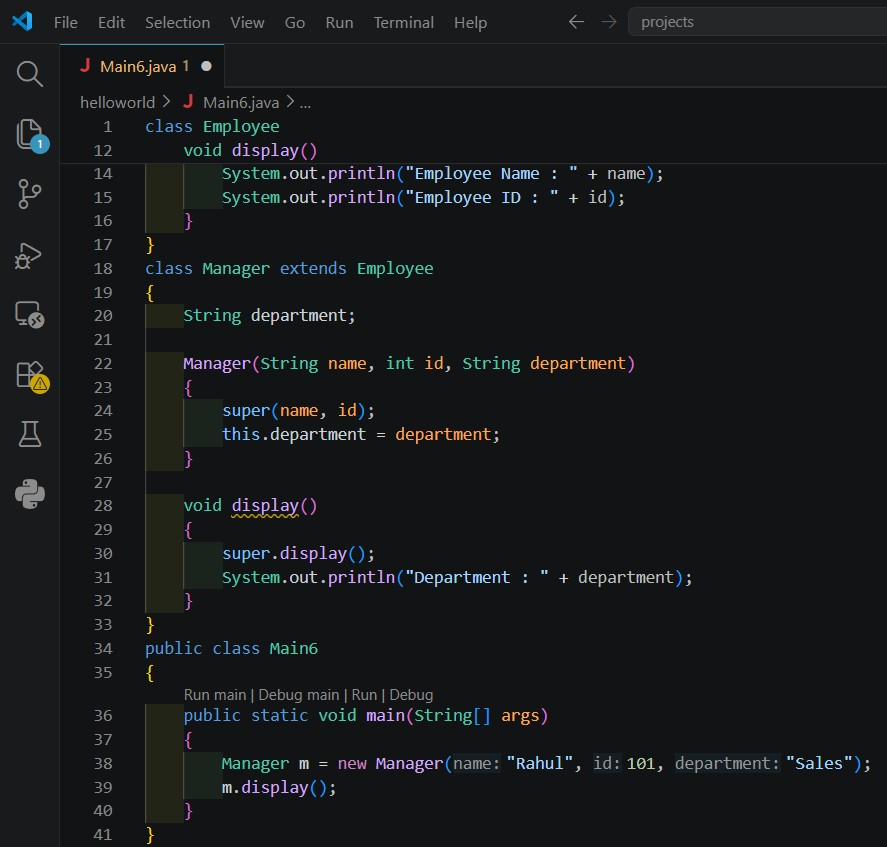 File Edit Selection View Go Run Terminal Help ← → projects
J Main6.java 1 ●
1
helloworld > J Main6.java > ...
1 class Employee
12 void display()
14 System.out.println("Employee Name : " + name);
15 System.out.println("Employee ID : " + id);
16 }
17 }
18 class Manager extends Employee
19 {
20 String department;
21
22 Manager(String name, int id, String department)
23 {
24 super(name, id);
25 this.department = department;
26 }
27
28 void display()
29 {
30 super.display();
31 System.out.println("Department : " + department);
32 }
33 }
34 public class Main6
35 {
Run main | Debug main | Run | Debug
36 public static void main(String[] args)
37 {
38 Manager m = new Manager(name: "Rahul", id: 101, department: "Sales");
39 m.display();
40 }
41 }